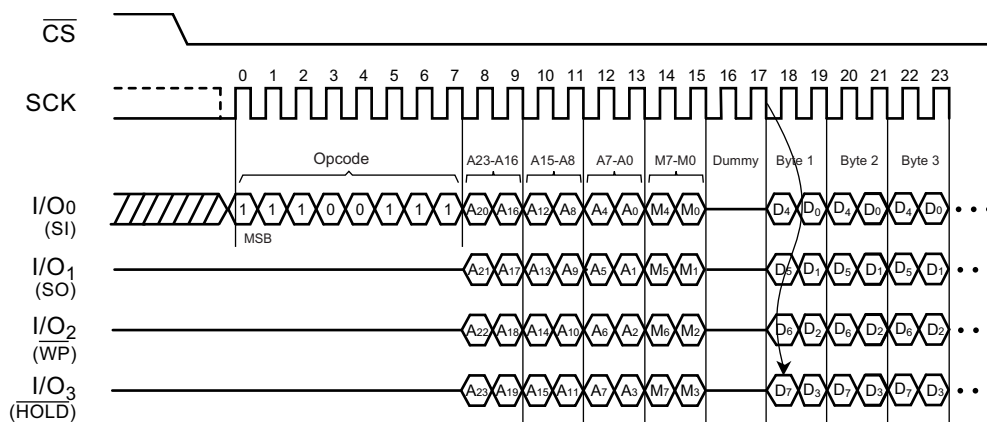 CS
0 1 2 3 4 5 6 7 8 9 10 11 12 13 14 15 16 17 18 19 20 21 22 23
SCK
Opcode A23-A16 A15-A8 A7-A0 M7-M0 Dummy Byte 1 Byte 2 Byte 3
I/O0 1 1 1 0 0 1 1 1 A20 A16 A12 A8 A4 A0 M4 M0 D4 D0 D4 D0 D4 D0
(SI)
MSB
I/O1 A21 A17 A13 A9 A5 A1 M5 M1 D5 D1 D5 D1 D5 D1
(SO)
I/O2 A22 A18 A14 A10 A6 A2 M6 M2 D6 D2 D6 D2 D6 D2
(WP)
I/O3 A23 A19 A15 A11 A7 A3 M7 M3 D7 D3 D7 D3 D7 D3
(HOLD)